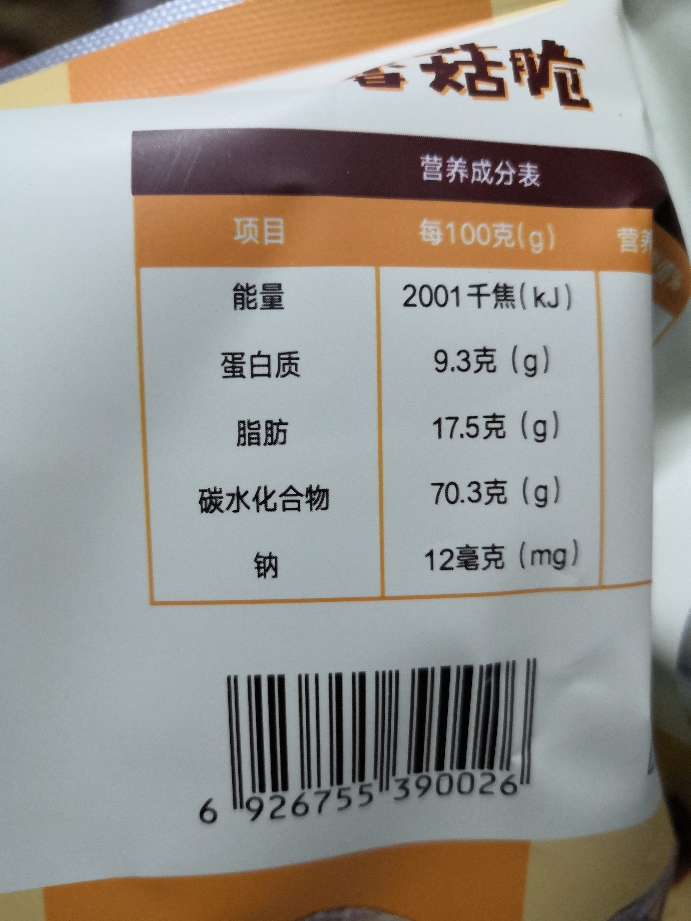 菇脆
营养成分表
项目 每100克(g) 营养
能量 2001千焦(kJ)
蛋白质 9.3克 (g)
脂肪 17.5克 (g)
碳水化合物 70.3克 (g)
钠 12毫克 (mg)
6 926755 390026